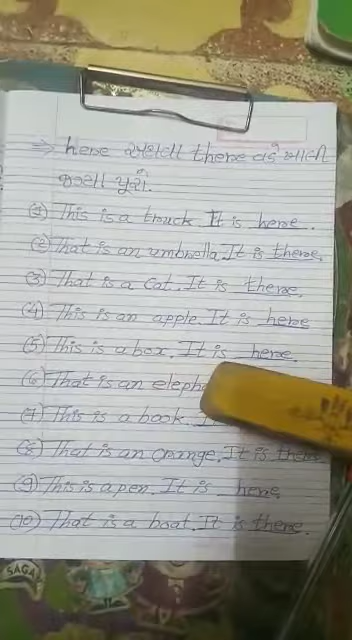 ⇒ here અથવા there વડે ખાલી
જગ્યા પૂરો.
(1) This is a truck. It is here.
(2) That is an umbrella. It is there.
(3) That is a Cat. It is there.
(4) This is an apple. It is here
(5) This is a box. It is here.
(6) That is an
(7) This is a book.
(8) That is an Orange. It is
(9) This is a pen. It is here
(10) That is a boat. It is there.
SAGA